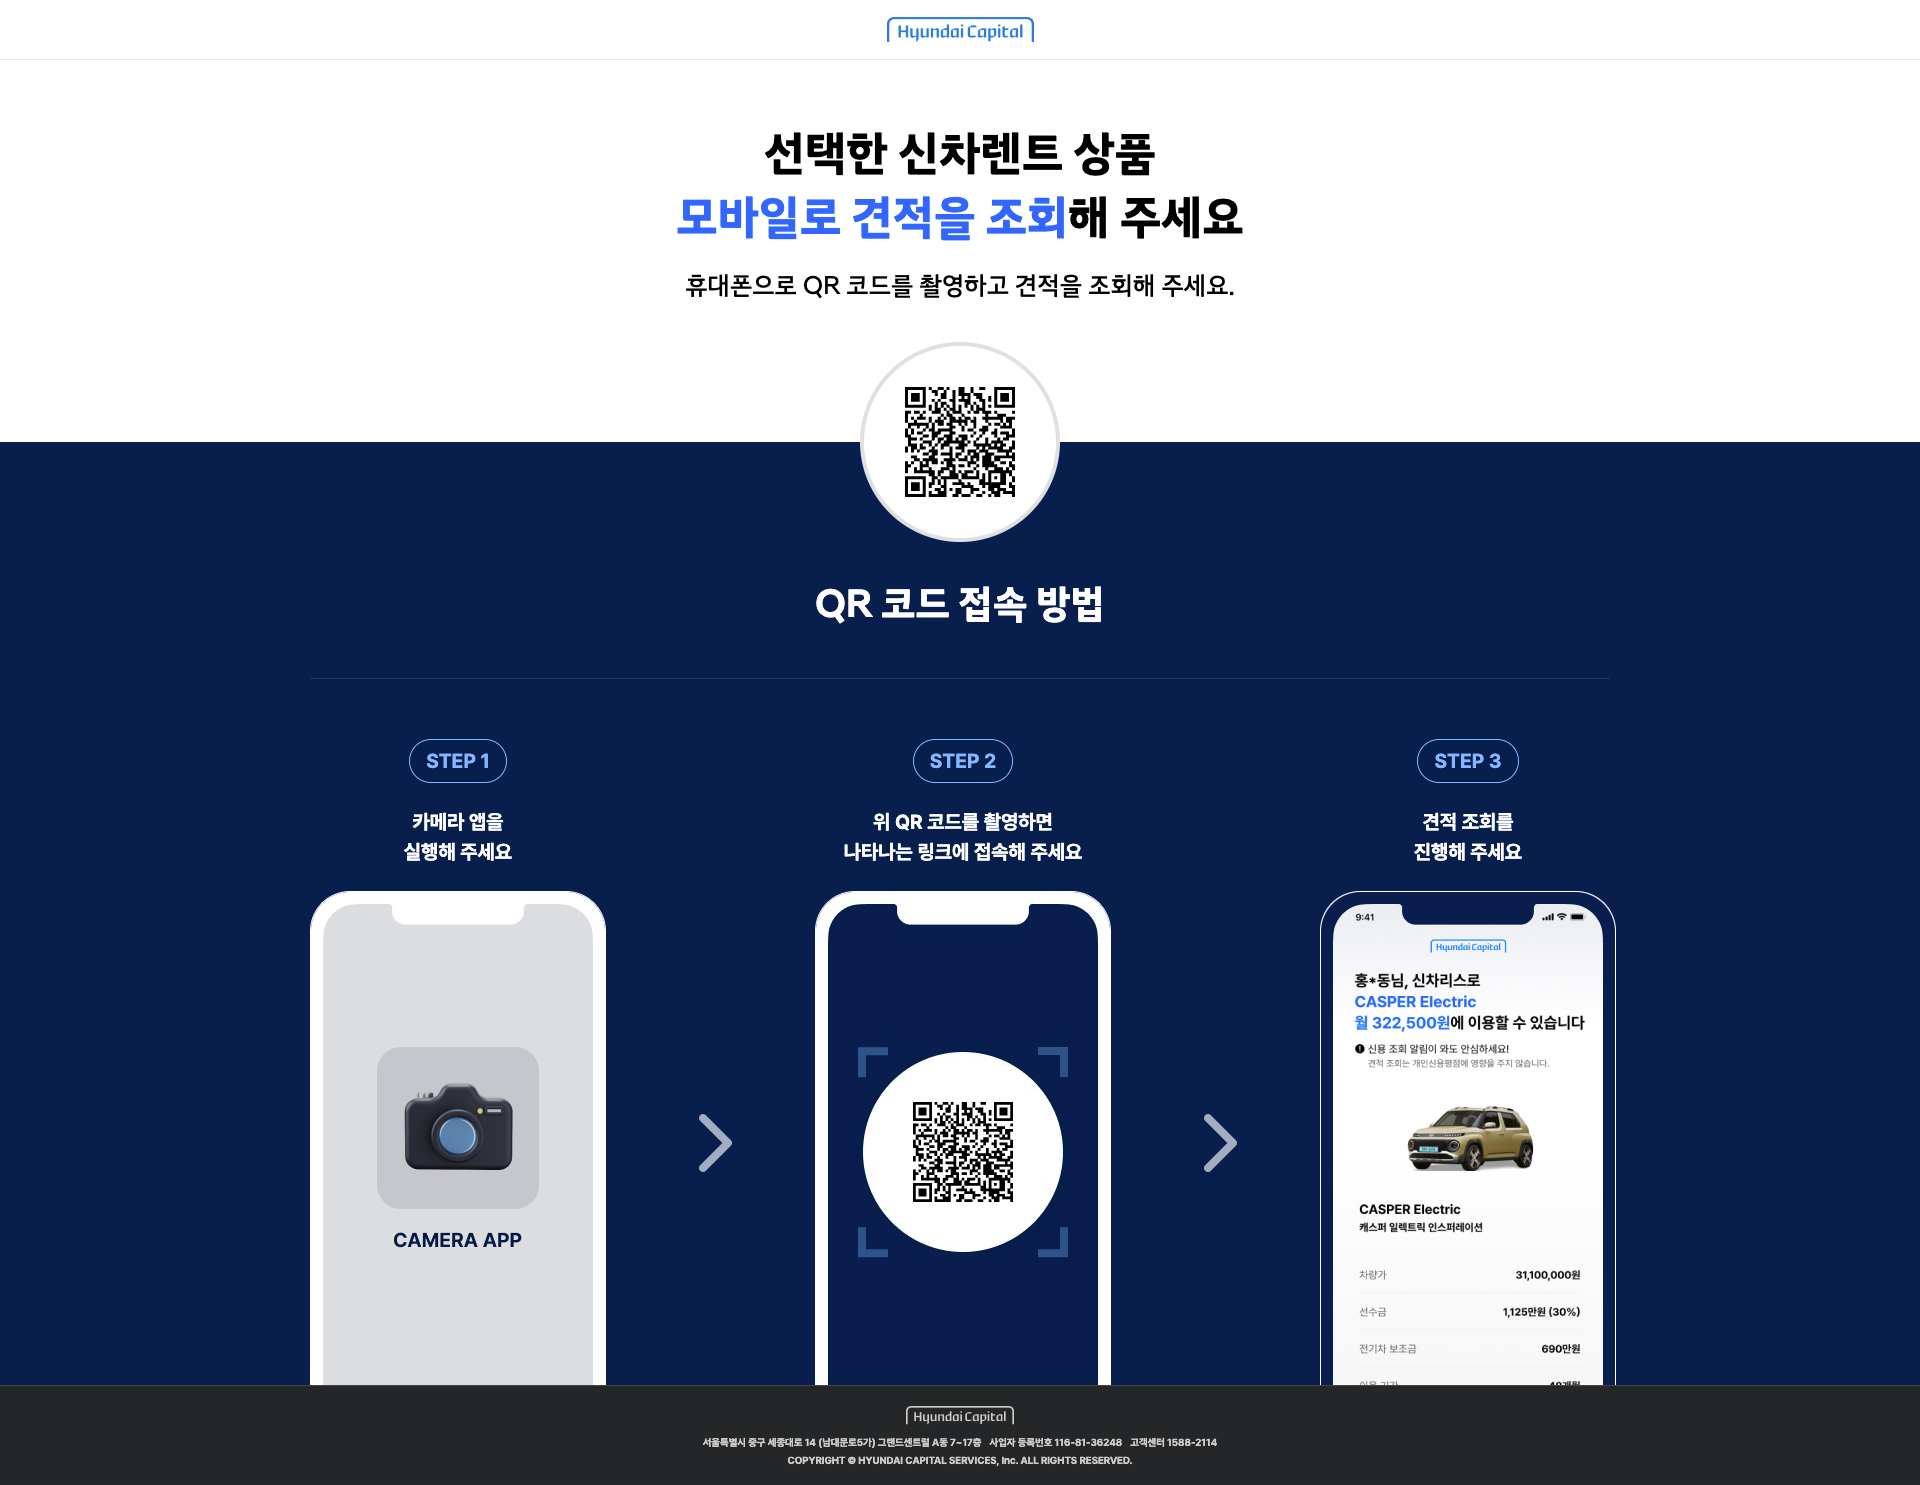 Hyundai Capital
선택한 신차렌트 상품
모바일로 견적을 조회해 주세요
휴대폰으로 QR 코드를 촬영하고 견적을 조회해 주세요.
QR 코드 접속 방법
STEP 1
카메라 앱을
실행해 주세요
CAMERA APP
STEP 2
위 QR 코드를 촬영하면
나타나는 링크에 접속해 주세요
STEP 3
견적 조회를
진행해 주세요
9:41
Hyundai Capital
홍*동님, 신차리스로
CASPER Electric
월 322,500원에 이용할 수 있습니다
신용 조회 알림이 와도 안심하세요!
견적 조회는 개인신용평점에 영향을 주지 않습니다.
CASPER Electric
캐스퍼 일렉트릭 인스퍼레이션
차량가 31,100,000원
선수금 1,125만원 (30%)
전기차 보조금 690만원
Hyundai Capital
서울특별시 중구 세종대로 14 (남대문로5가) 그랜드센트럴 A동 7~17층 사업자 등록번호 116-81-36248 고객센터 1588-2114
COPYRIGHT © HYUNDAI CAPITAL SERVICES, Inc. ALL RIGHTS RESERVED.